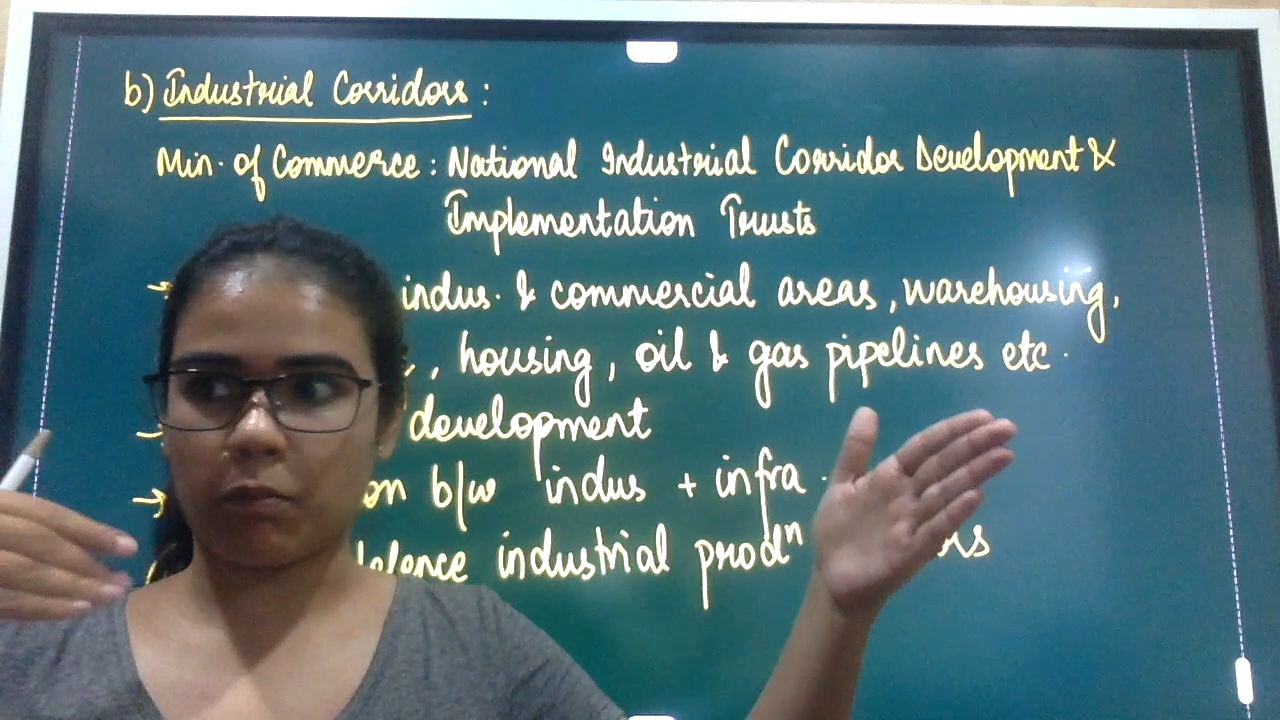 b) Industrial Corridors :
Min. of Commerce : National Industrial Corridor Development &
Implementation Trusts
→ indus. & commercial areas, warehousing,
, housing, oil & gas pipelines etc.
development
→ b/w indus + infra.
industrial prodⁿ